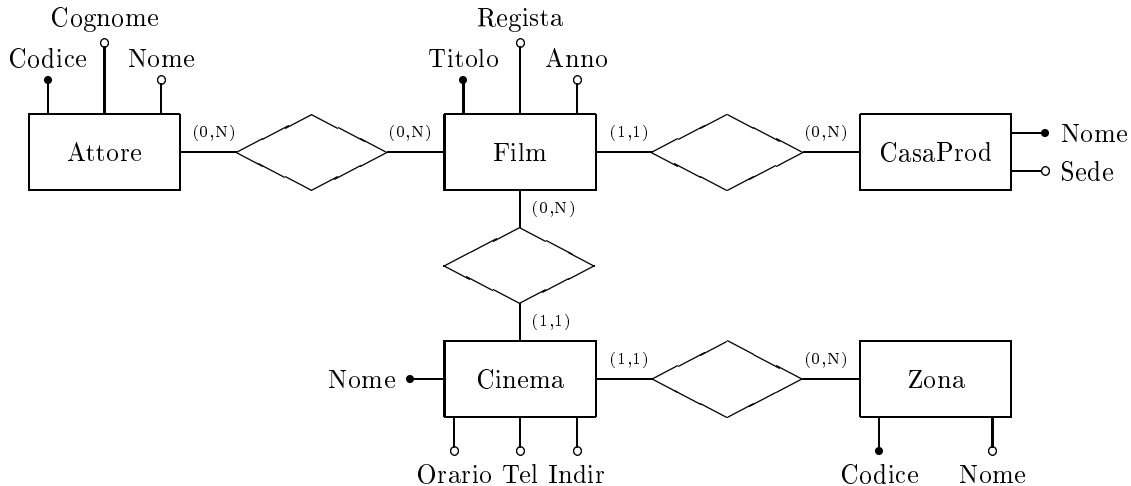 Cognome
Regista
Codice
Nome
Titolo
Anno
Attore
(0,N)
(0,N)
Film
(1,1)
(0,N)
CasaProd
Nome
Sede
(0,N)
(1,1)
Nome
Cinema
(1,1)
(0,N)
Zona
Orario Tel Indir
Codice
Nome